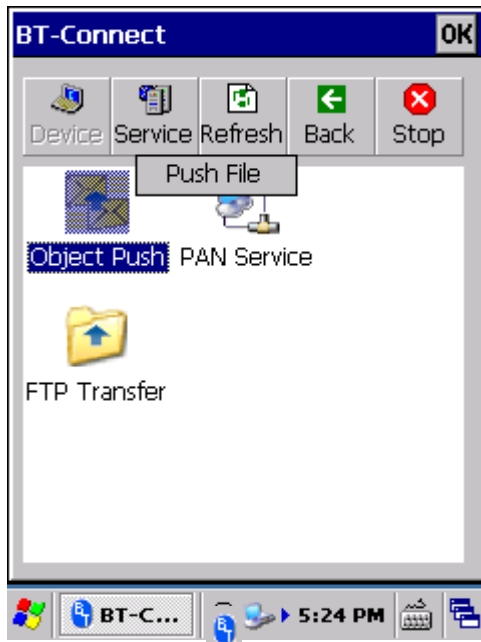 BT-Connect OK
Device Service Refresh Back Stop
Push File
Object Push PAN Service
FTP Transfer
BT-C... 5:24 PM